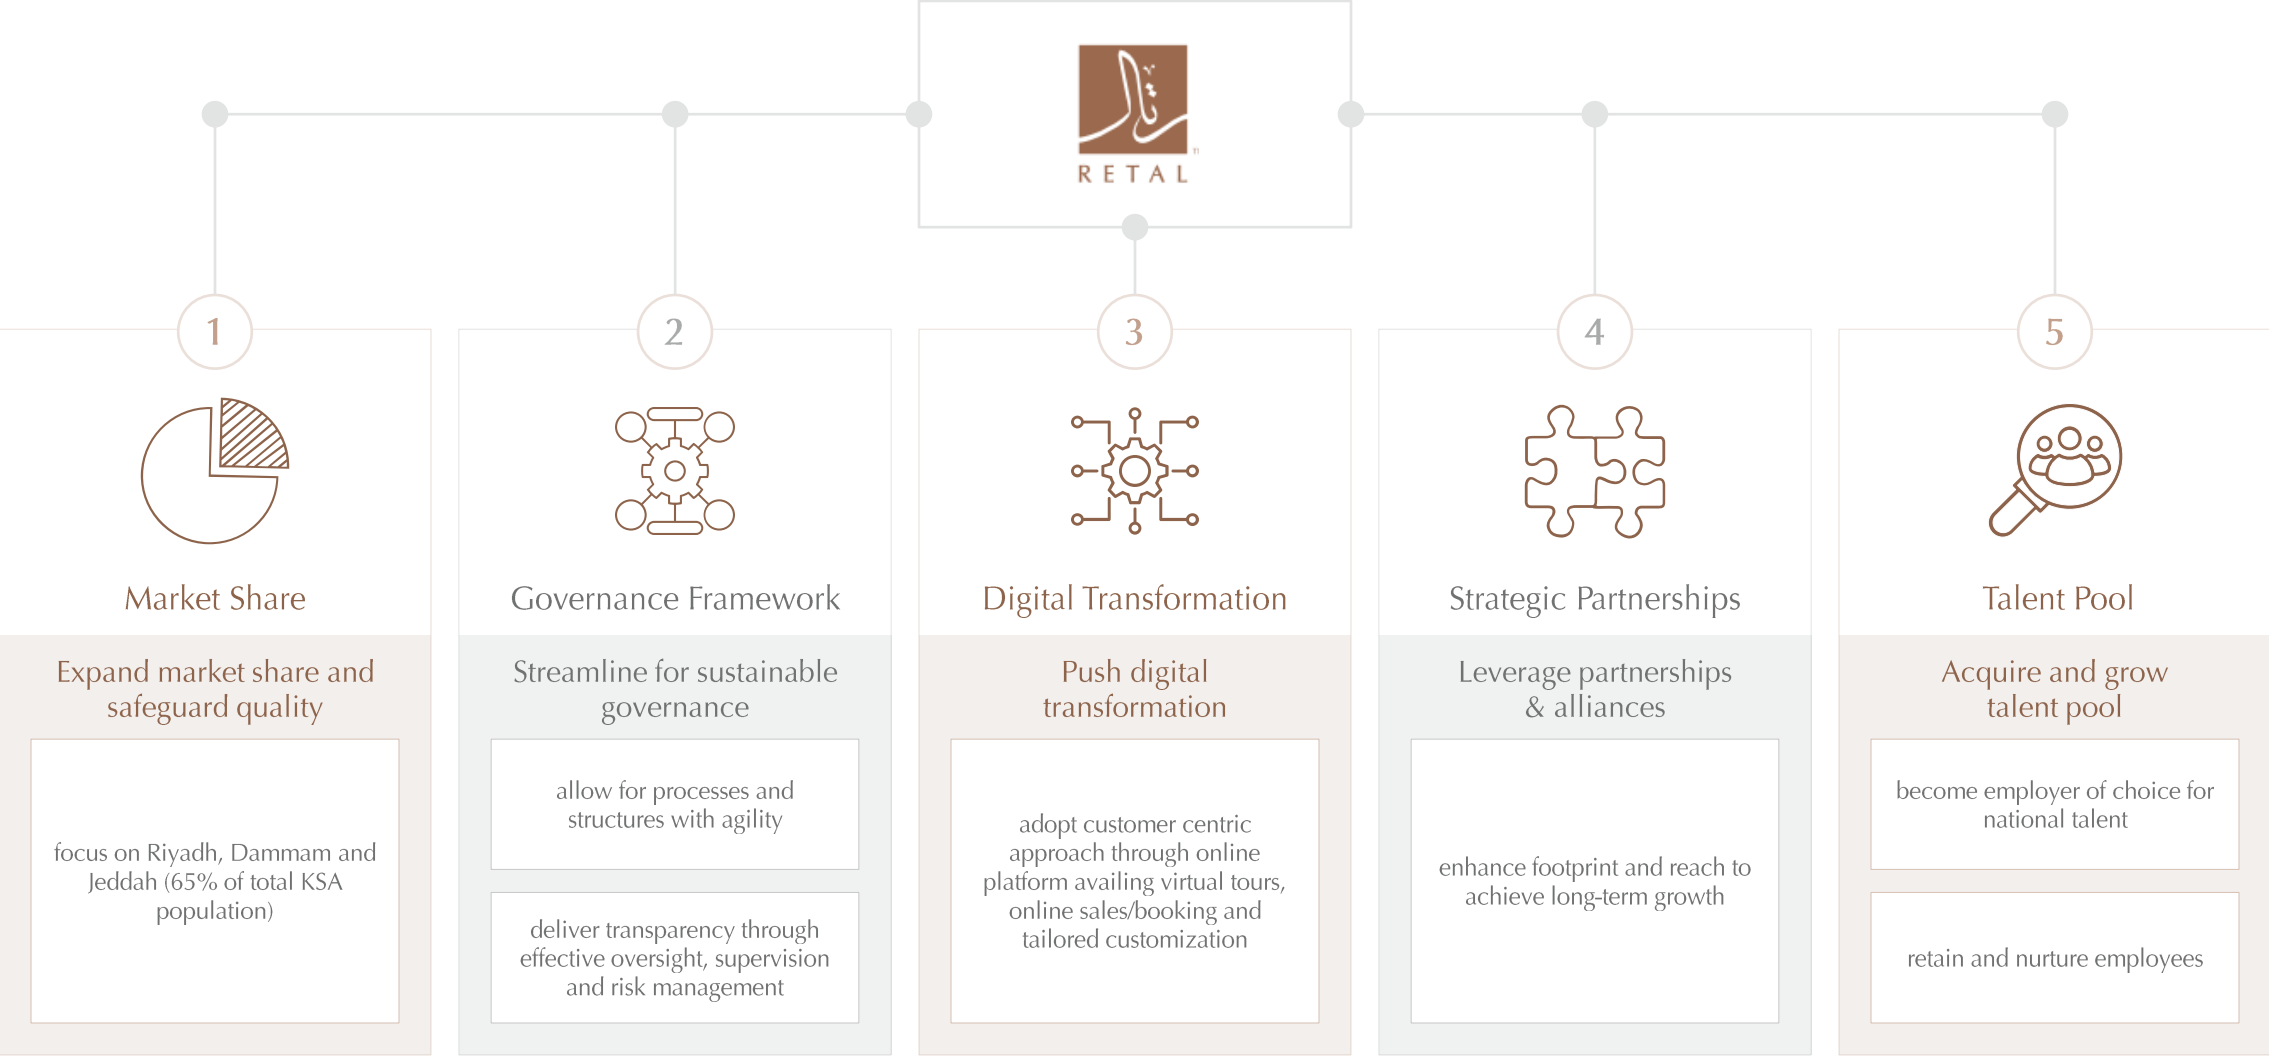 رتال
RETAL
1
Market Share
Expand market share and
safeguard quality
focus on Riyadh, Dammam and
Jeddah (65% of total KSA
population)
2
Governance Framework
Streamline for sustainable
governance
allow for processes and
structures with agility
deliver transparency through
effective oversight, supervision
and risk management
3
Digital Transformation
Push digital
transformation
adopt customer centric
approach through online
platform availing virtual tours,
online sales/booking and
tailored customization
4
Strategic Partnerships
Leverage partnerships
& alliances
enhance footprint and reach to
achieve long-term growth
5
Talent Pool
Acquire and grow
talent pool
become employer of choice for
national talent
retain and nurture employees